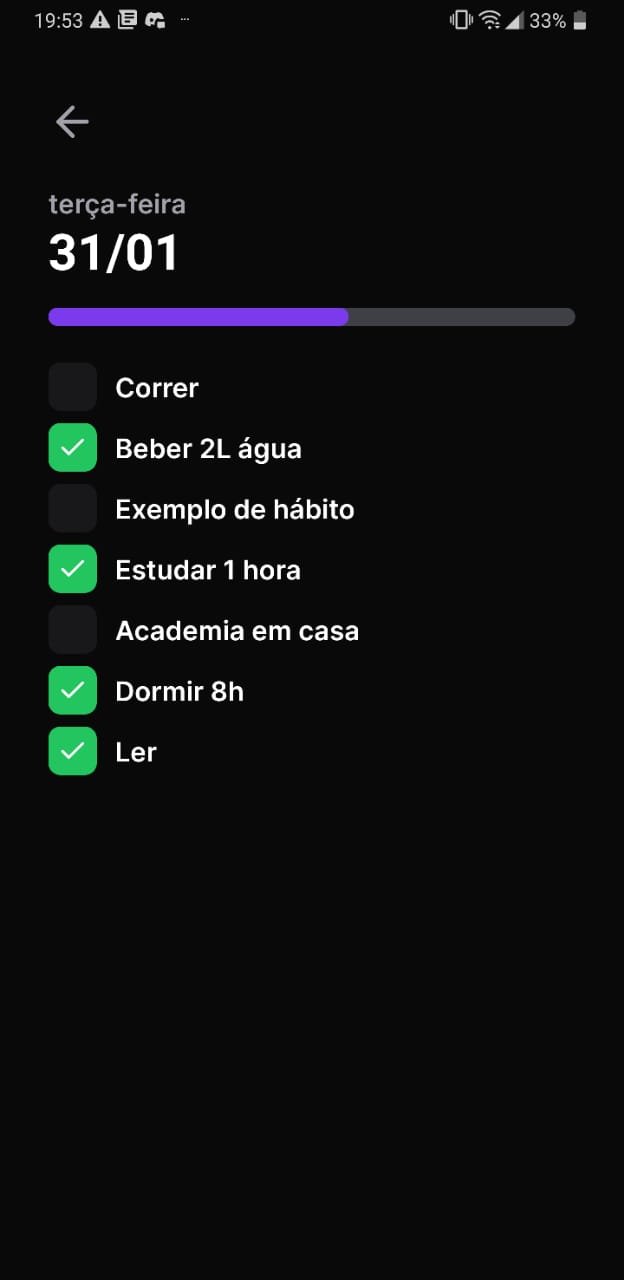 19:53 33%
terça-feira
31/01
Correr
Beber 2L água
Exemplo de hábito
Estudar 1 hora
Academia em casa
Dormir 8h
Ler